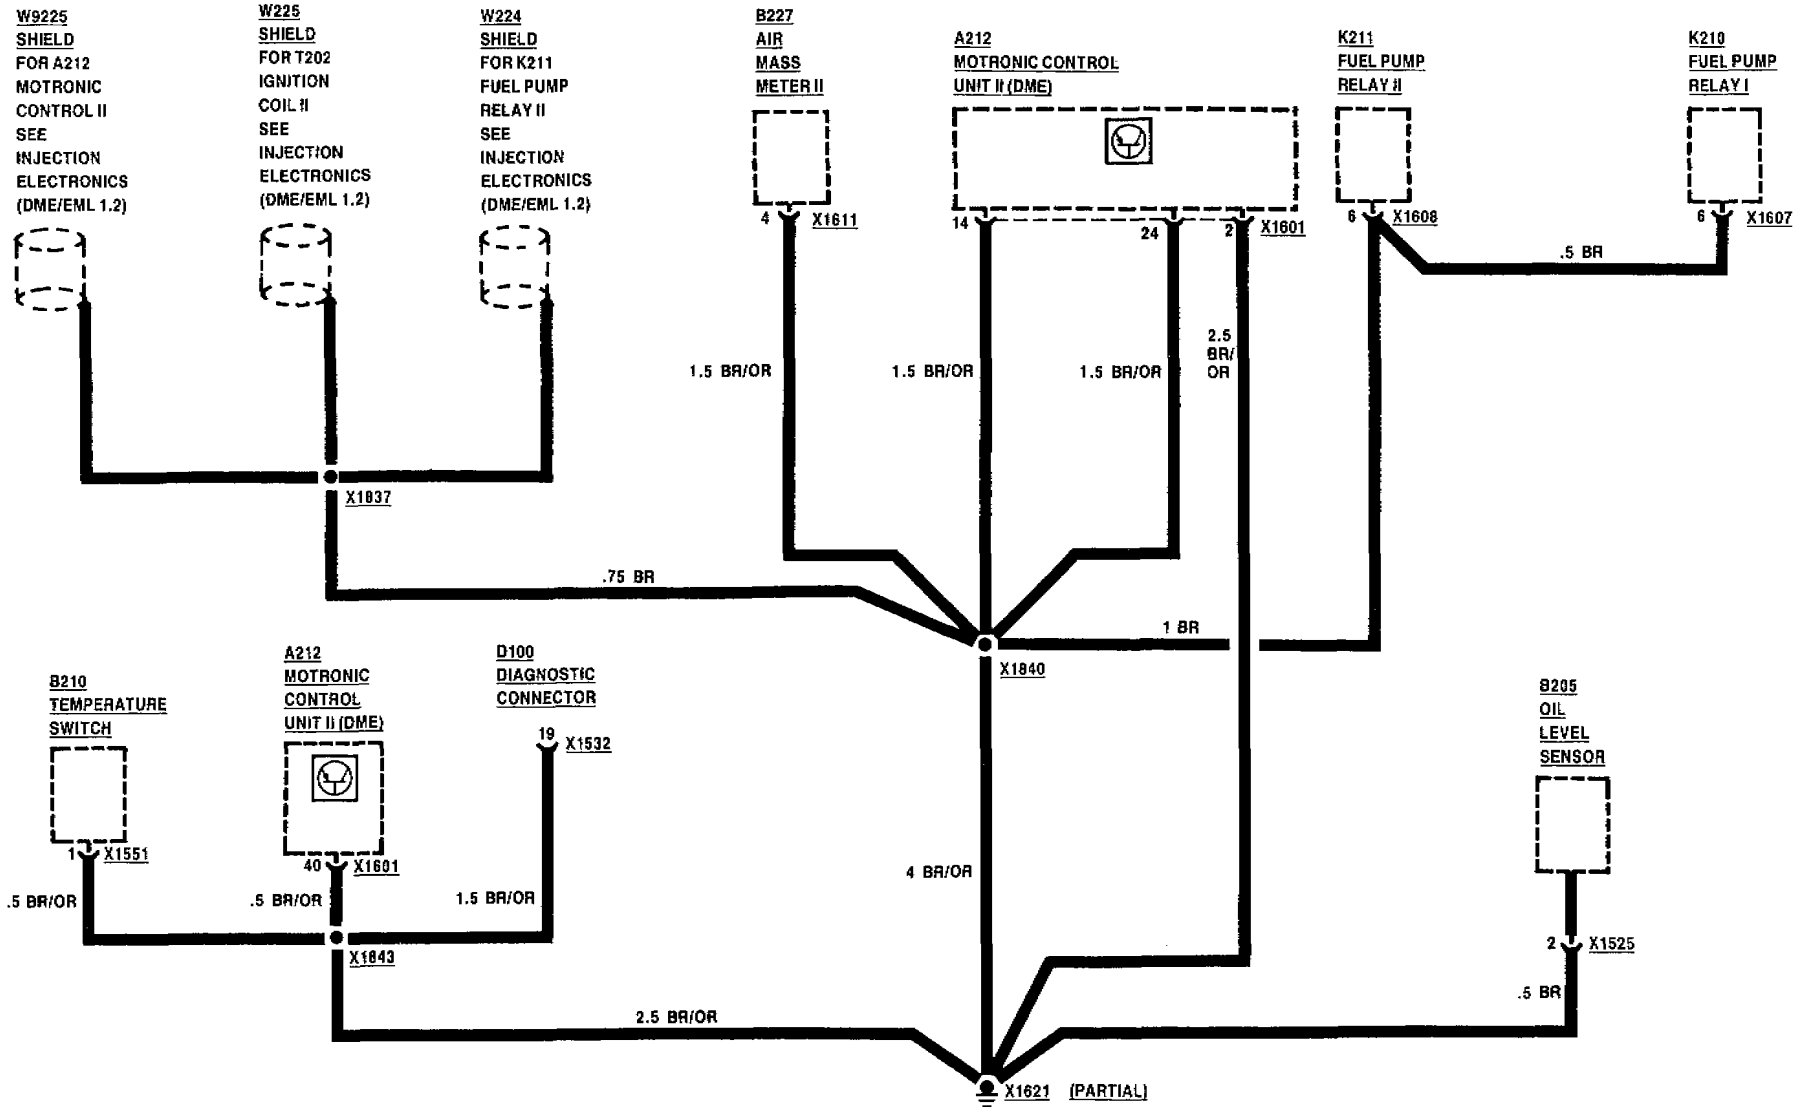 W9225
SHIELD
FOR A212
MOTRONIC
CONTROL II
SEE
INJECTION
ELECTRONICS
(DME/EML 1.2)
W225
SHIELD
FOR T202
IGNITION
COIL II
SEE
INJECTION
ELECTRONICS
(DME/EML 1.2)
W224
SHIELD
FOR K211
FUEL PUMP
RELAY II
SEE
INJECTION
ELECTRONICS
(DME/EML 1.2)
B227
AIR
MASS
METER II
4 X1611
A212
MOTRONIC CONTROL
UNIT II (DME)
14 24 2 X1601
K211
FUEL PUMP
RELAY II
6 X1608
K210
FUEL PUMP
RELAY I
6 X1607
.5 BR
1.5 BR/OR
1.5 BR/OR
1.5 BR/OR
2.5
BR/
OR
X1837
.75 BR
1 BR
X1840
B210
TEMPERATURE
SWITCH
1 X1551
.5 BR/OR
A212
MOTRONIC
CONTROL
UNIT II (DME)
40 X1601
.5 BR/OR
D100
DIAGNOSTIC
CONNECTOR
19 X1532
1.5 BR/OR
X1843
2.5 BR/OR
4 BR/OR
B205
OIL
LEVEL
SENSOR
2 X1525
.5 BR
X1621 (PARTIAL)